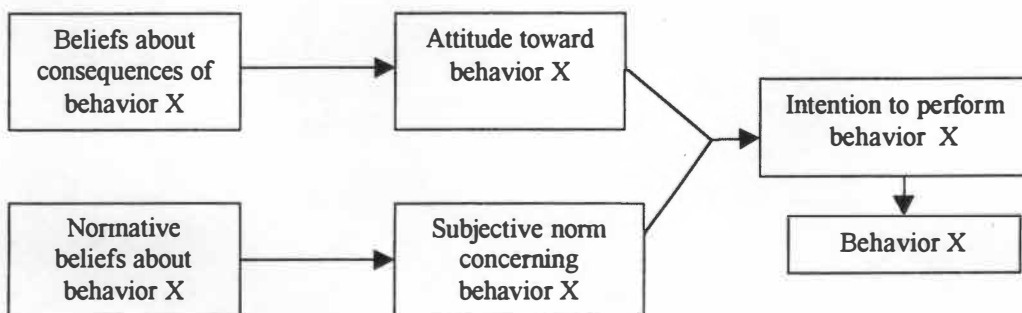 Beliefs about
consequences of
behavior X
Attitude toward
behavior X
Intention to perform
behavior X
Normative
beliefs about
behavior X
Subjective norm
concerning
behavior X
Behavior X